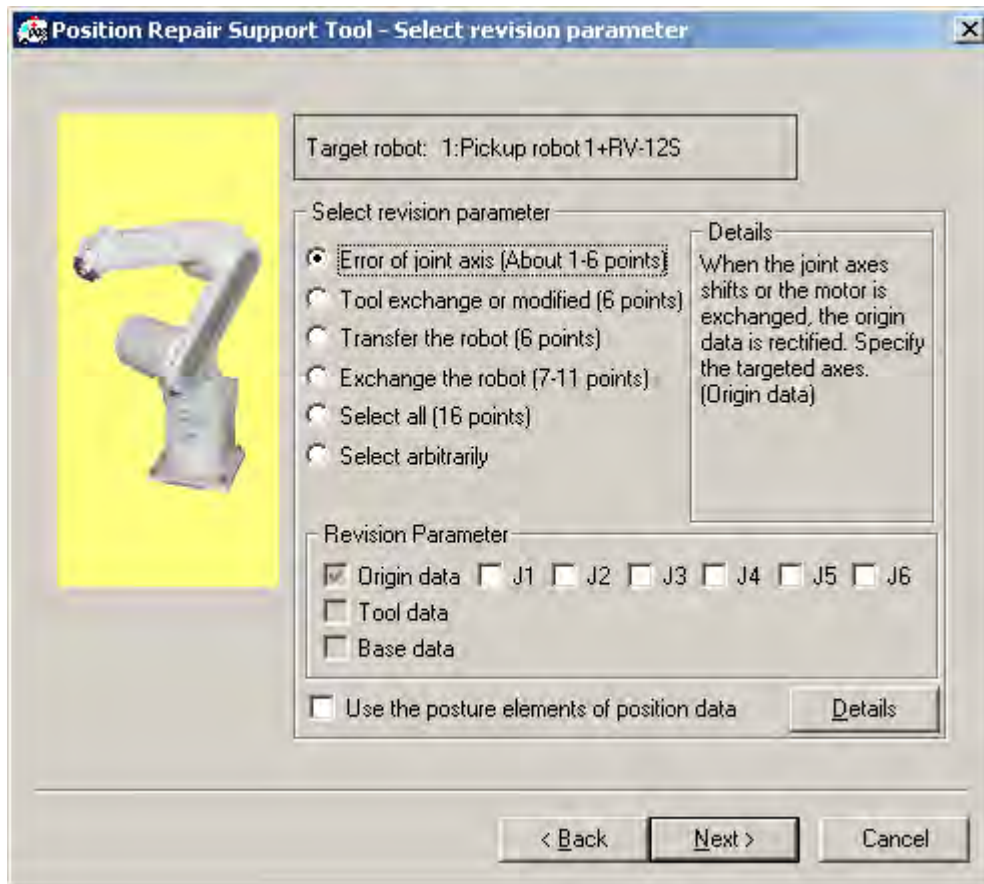 Position Repair Support Tool - Select revision parameter
Target robot: 1:Pickup robot1+RV-12S
Select revision parameter
Error of joint axis (About 1-6 points)
Tool exchange or modified (6 points)
Transfer the robot (6 points)
Exchange the robot (7-11 points)
Select all (16 points)
Select arbitrarily
Details
When the joint axes
shifts or the motor is
exchanged, the origin
data is rectified. Specify
the targeted axes.
(Origin data)
Revision Parameter
Origin data J1 J2 J3 J4 J5 J6
Tool data
Base data
Use the posture elements of position data
Details
< Back
Next >
Cancel